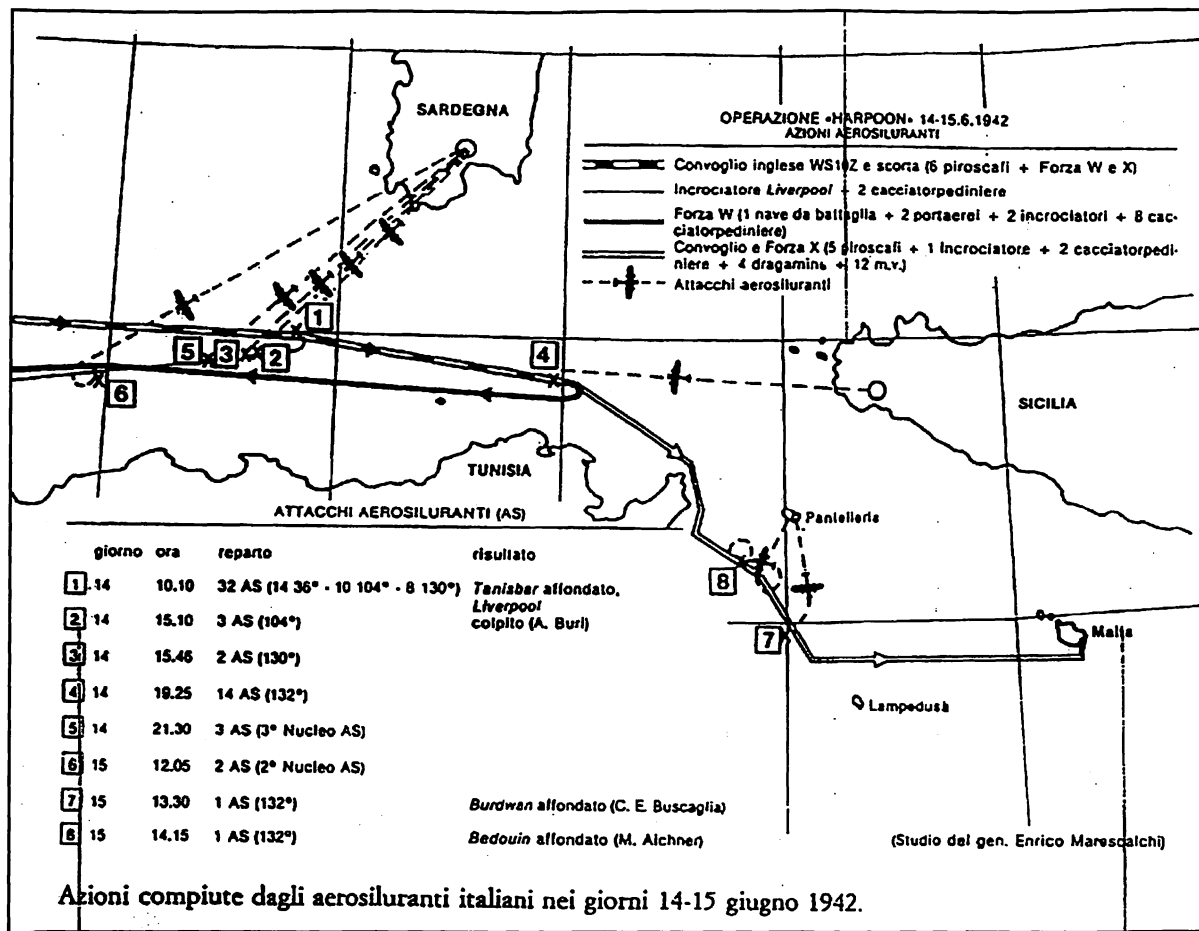 SARDEGNA
OPERAZIONE «HARPOON» 14-15.6.1942
AZIONI AEROSILURANTI
Convoglio inglese WS19Z e scorta (6 piroscafi + Forza W e X)
Incrociatore Liverpool + 2 cacciatorpediniere
Forza W (1 nave da battaglia + 2 portaerei + 2 incrociatori + 8 cac-
ciatorpediniere)
Convoglio e Forza X (5 piroscafi + 1 incrociatore + 2 cacciatorpedi-
niere + 4 dragamine + 12 m.v.)
Attacchi aerosiluranti
1
5
3
2
4
6
SICILIA
TUNISIA
Pantelleria
8
7
Malta
Lampedusa
ATTACCHI AEROSILURANTI (AS)
giorno ora reparto risultato
1 14 10.10 32 AS (14 36° - 10 104° - 8 130°) Tanisbar affondato,
Liverpool
2 14 15.10 3 AS (104°) colpito (A. Buri)
3 14 15.46 2 AS (130°)
4 14 19.25 14 AS (132°)
5 14 21.30 3 AS (3° Nucleo AS)
6 15 12.05 2 AS (2° Nucleo AS)
7 15 13.30 1 AS (132°) Burdwan affondato (C. E. Buscaglia)
8 15 14.15 1 AS (132°) Bedouin affondato (M. Aichner)
(Studio del gen. Enrico Marescalchi)
Azioni compiute dagli aerosiluranti italiani nei giorni 14-15 giugno 1942.